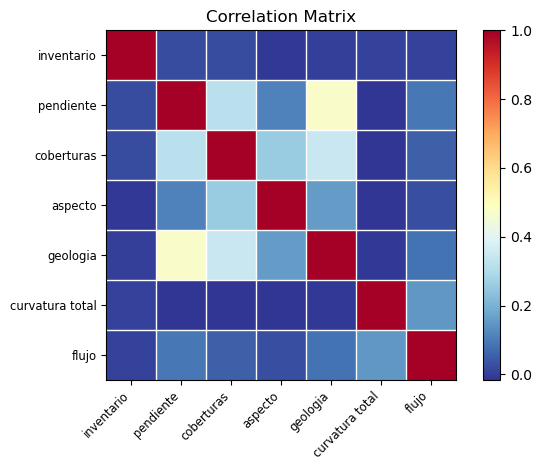 Correlation Matrix
inventario
pendiente
coberturas
aspecto
geologia
curvatura total
flujo
inventario
pendiente
coberturas
aspecto
geologia
curvatura total
flujo
1.0
0.8
0.6
0.4
0.2
0.0